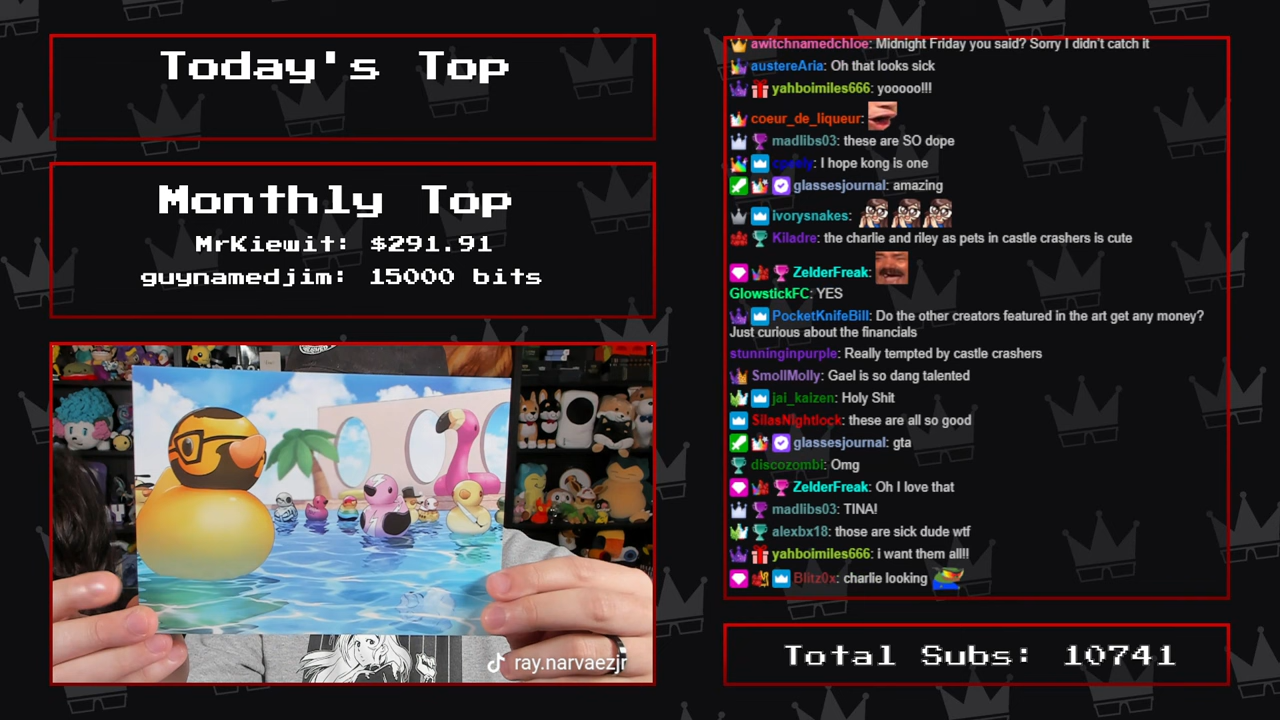 Today's Top
Monthly Top
MrKiewit: $291.91
guynamedjim: 15000 bits
ray.narvaezjr
awitchnamedchloe: Midnight Friday you said? Sorry I didn't catch it
austereAria: Oh that looks sick
yahboimiles666: yooooo!!!
coeur_de_liqueur:
madlibs03: these are SO dope
I hope kong is one
glassesjournal: amazing
ivorysnakes:
Kiladre: the charlie and riley as pets in castle crashers is cute
ZelderFreak:
GlowstickFC: YES
PocketKnifeBill: Do the other creators featured in the art get any money?
Just curious about the financials
stunninginpurple: Really tempted by castle crashers
SmollMolly: Gael is so dang talented
jai_kaizen: Holy Shit
SilasNightlock: these are all so good
glassesjournal: gta
discozombi: Omg
ZelderFreak: Oh I love that
madlibs03: TINA!
alexbx18: those are sick dude wtf
yahboimiles666: i want them all!!
Blitz0x: charlie looking
Total Subs: 10741